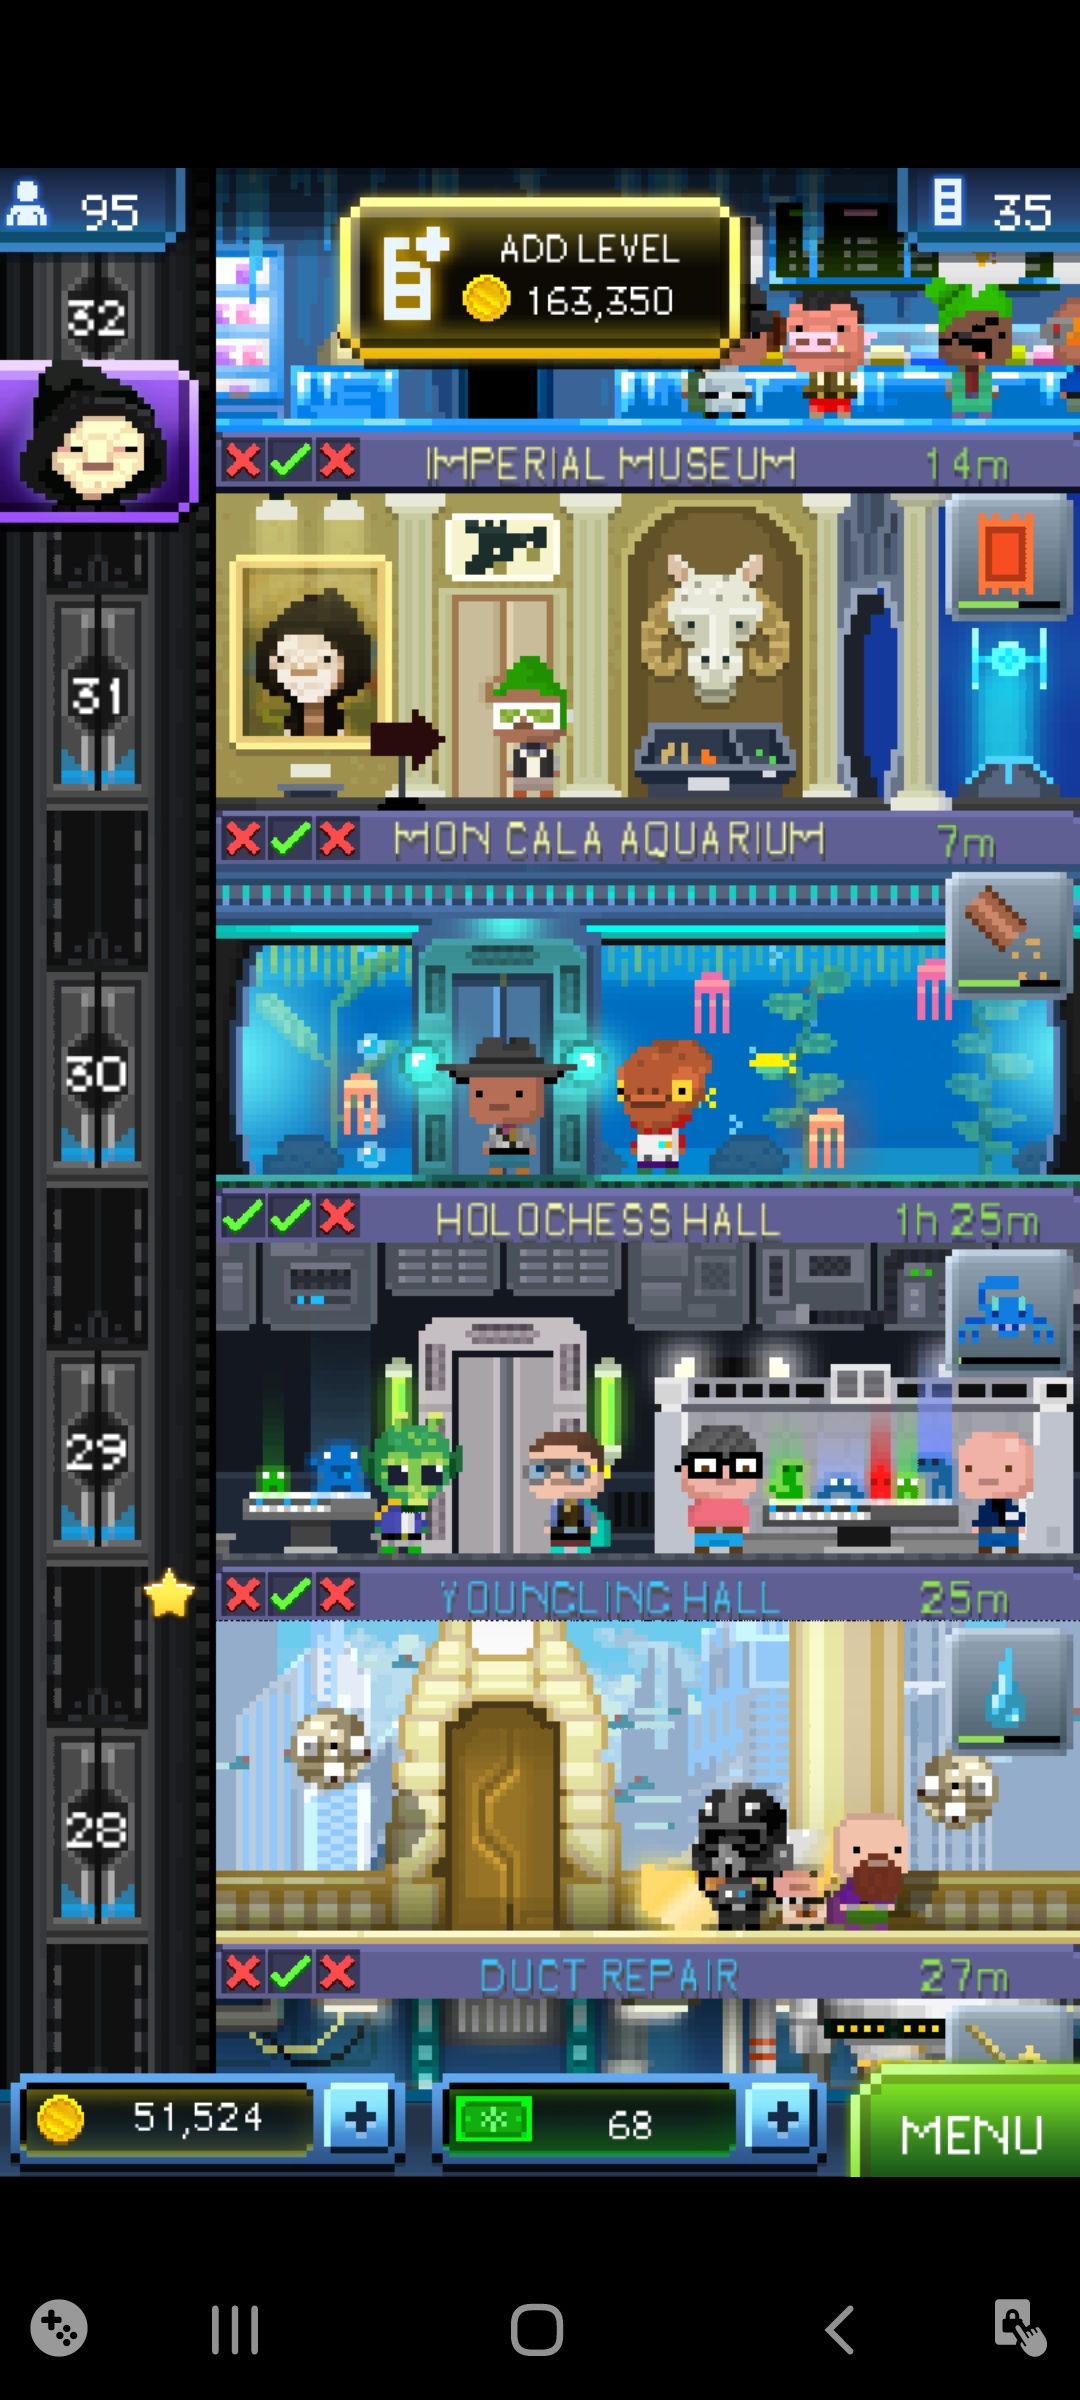 95
35
ADD LEVEL
163,350
32
IMPERIAL MUSEUM 14m
31
MON CALA AQUARIUM 7m
30
HOLOCHESS HALL 1h 25m
29
YOUNGLING HALL 25m
28
DUCT REPAIR 27m
51,524
68
MENU